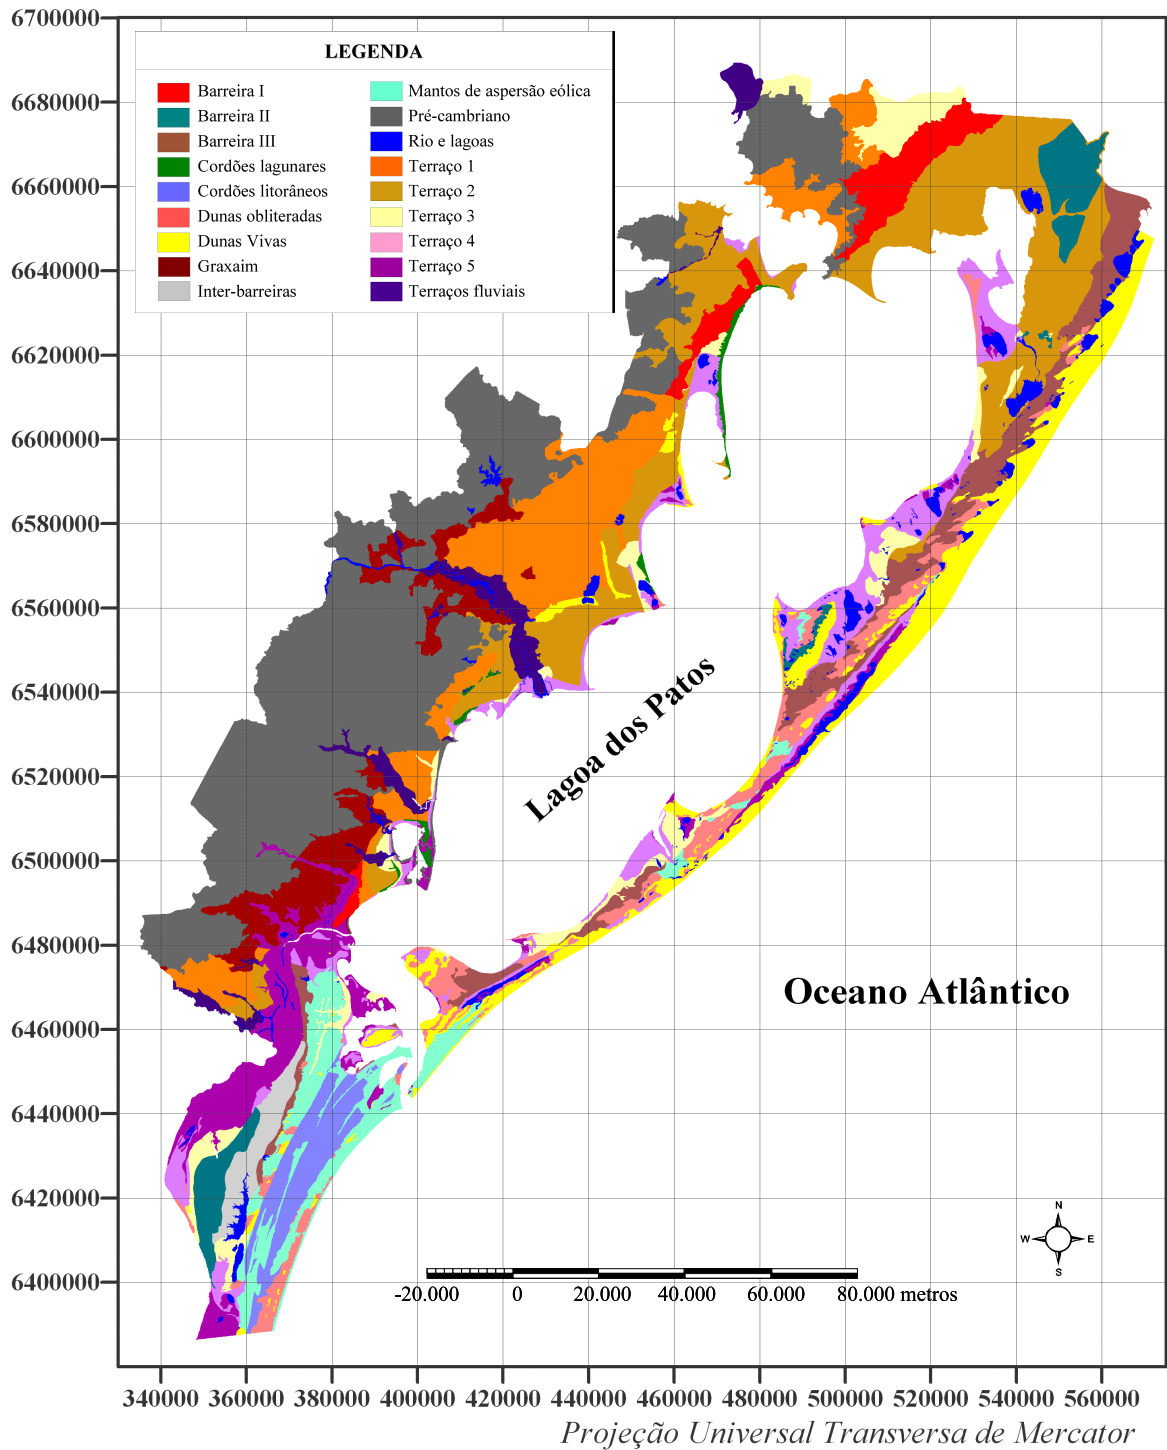 LEGENDA
Barreira I
Barreira II
Barreira III
Cordões lagunares
Cordões litorâneos
Dunas obliteradas
Dunas Vivas
Graxaim
Inter-barreiras
Mantos de aspersão eólica
Pré-cambriano
Rio e lagoas
Terraço 1
Terraço 2
Terraço 3
Terraço 4
Terraço 5
Terraços fluviais
6700000
6680000
6660000
6640000
6620000
6600000
6580000
6560000
6540000
6520000
6500000
6480000
6460000
6440000
6420000
6400000
Lagoa dos Patos
Oceano Atlântico
N
W E
S
-20.000 0 20.000 40.000 60.000 80.000 metros
340000 360000 380000 400000 420000 440000 460000 480000 500000 520000 540000 560000
Projeção Universal Transversa de Mercator